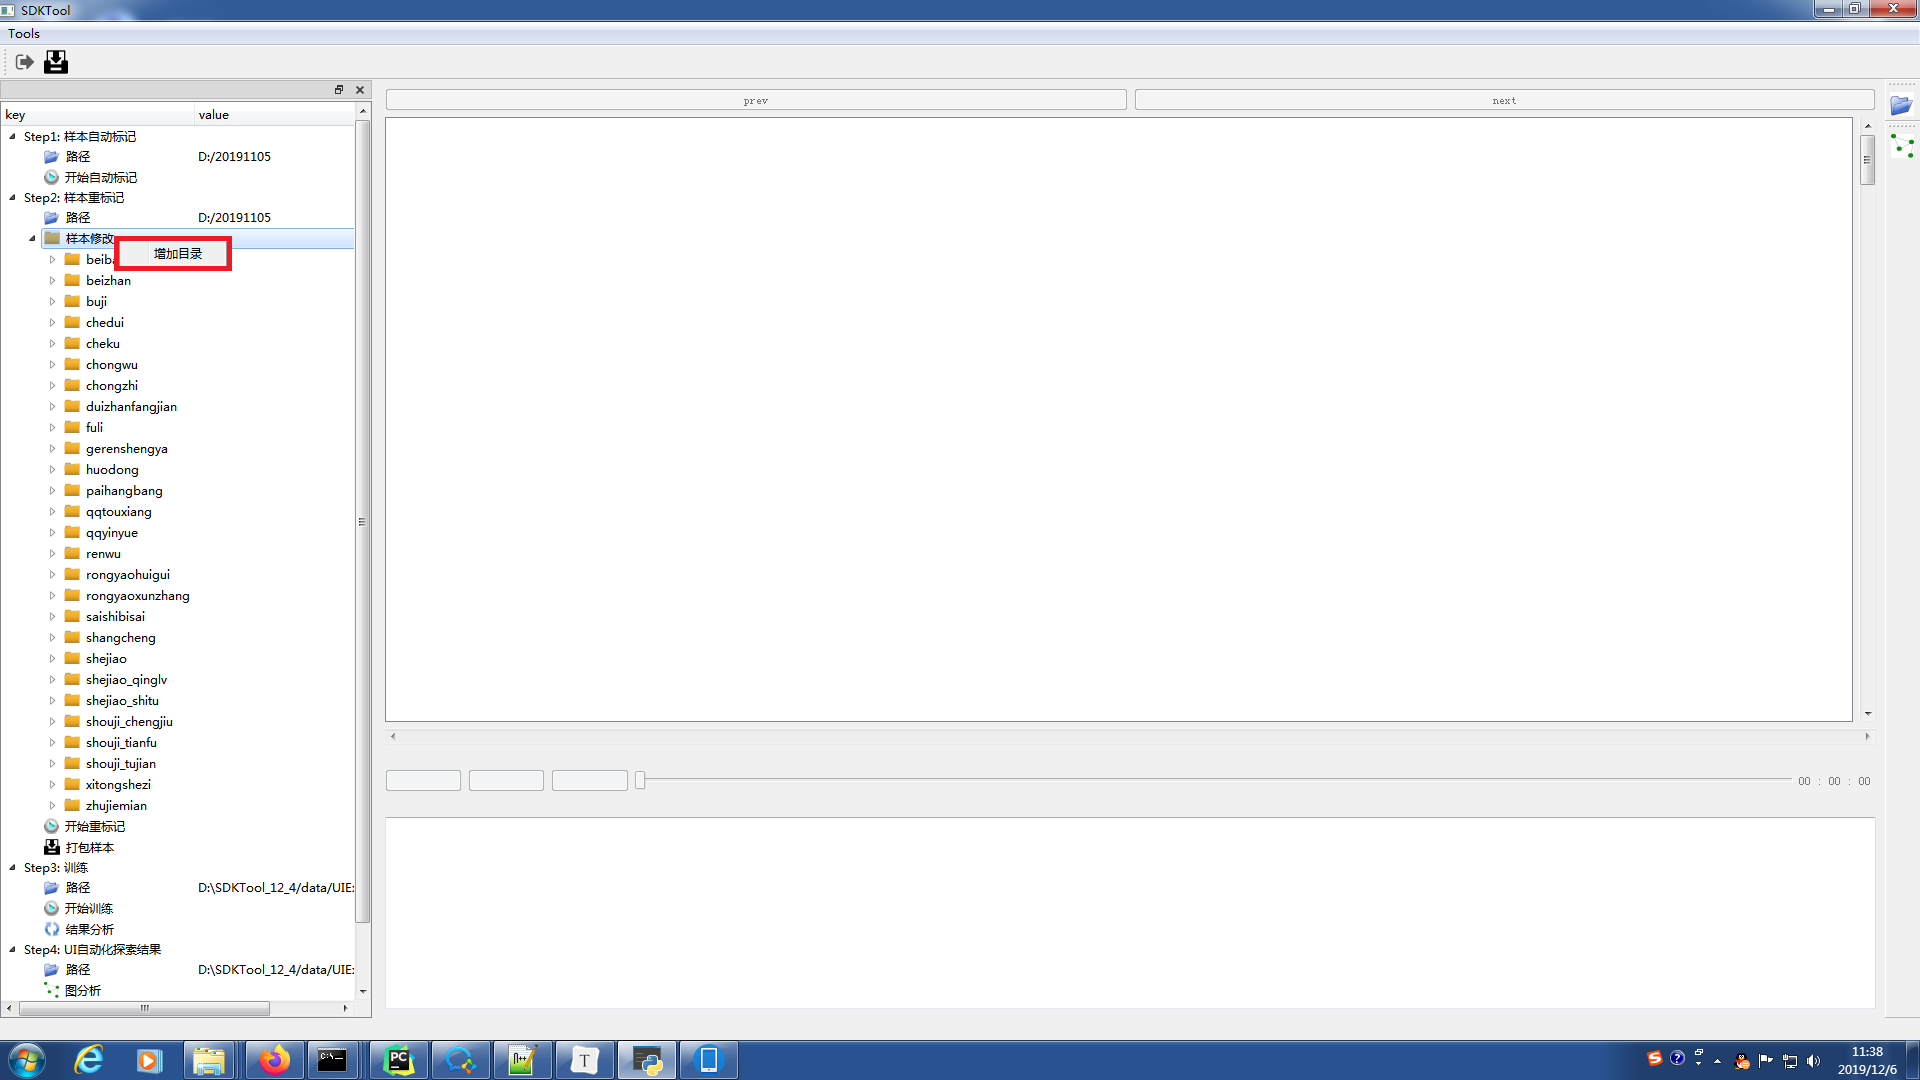 SDKTool
Tools
prev
next
key value
Step1: 样本自动标记
路径 D:/20191105
开始自动标记
Step2: 样本重标记
路径 D:/20191105
样本修改
增加目录
beizhan
buji
chedui
cheku
chongwu
chongzhi
duizhanfangjian
fuli
gerenshengya
huodong
paihangbang
qqtouxiang
qqyinyue
renwu
rongyaohuigui
rongyaoxunzhang
saishibisai
shangcheng
shejiao
shejiao_qinglv
shejiao_shitu
shouji_chengjiu
shouji_tianfu
shouji_tujian
xitongshezi
zhujiemian
开始重标记
打包样本
Step3: 训练
路径 D:\SDKTool_12_4/data/UIE
开始训练
结果分析
Step4: UI自动化探索结果
路径 D:\SDKTool_12_4/data/UIE
图分析
00 : 00 : 00
11:38
2019/12/6